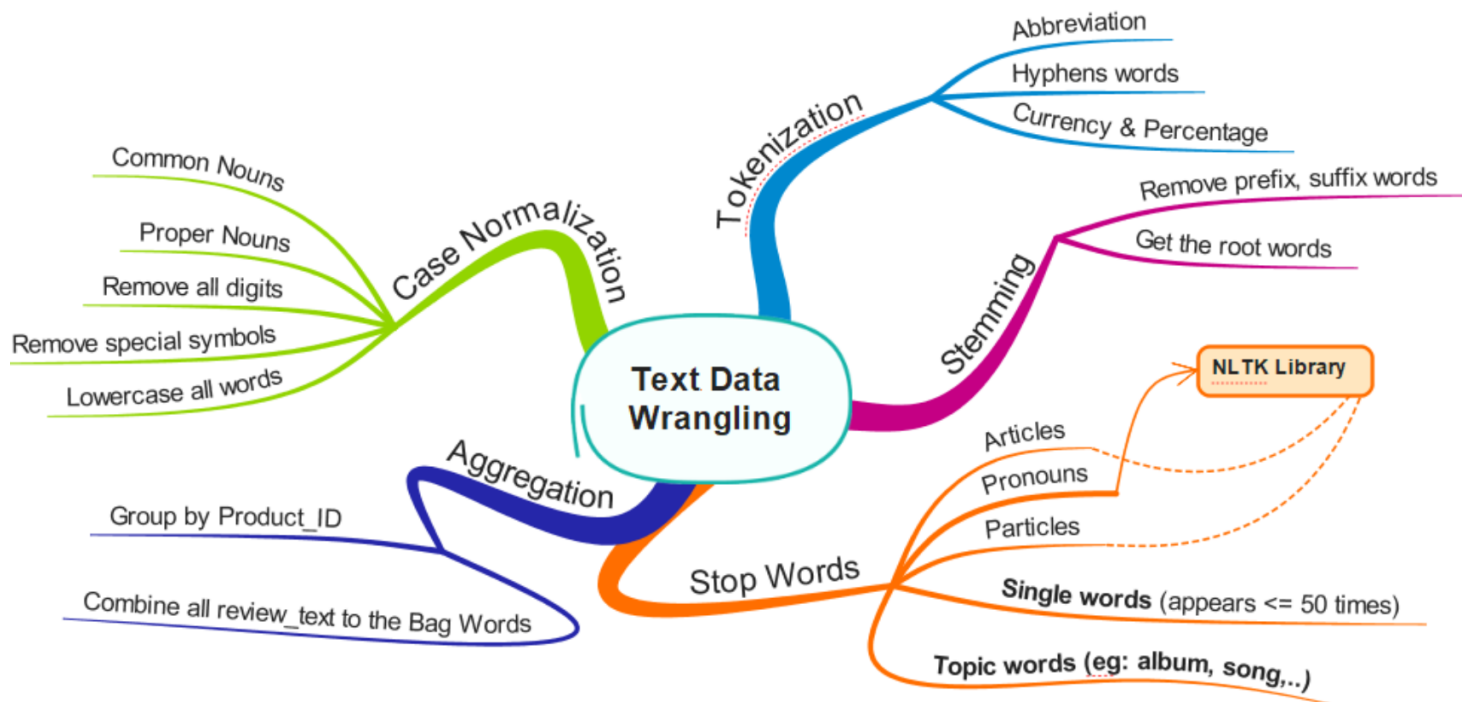 Text Data
Wrangling
Tokenization
Abbreviation
Hyphens words
Currency & Percentage
Stemming
Remove prefix, suffix words
Get the root words
NLTK Library
Stop Words
Articles
Pronouns
Particles
Single words (appears <= 50 times)
Topic words (eg: album, song,..)
Aggregation
Group by Product_ID
Combine all review_text to the Bag Words
Case Normalization
Common Nouns
Proper Nouns
Remove all digits
Remove special symbols
Lowercase all words